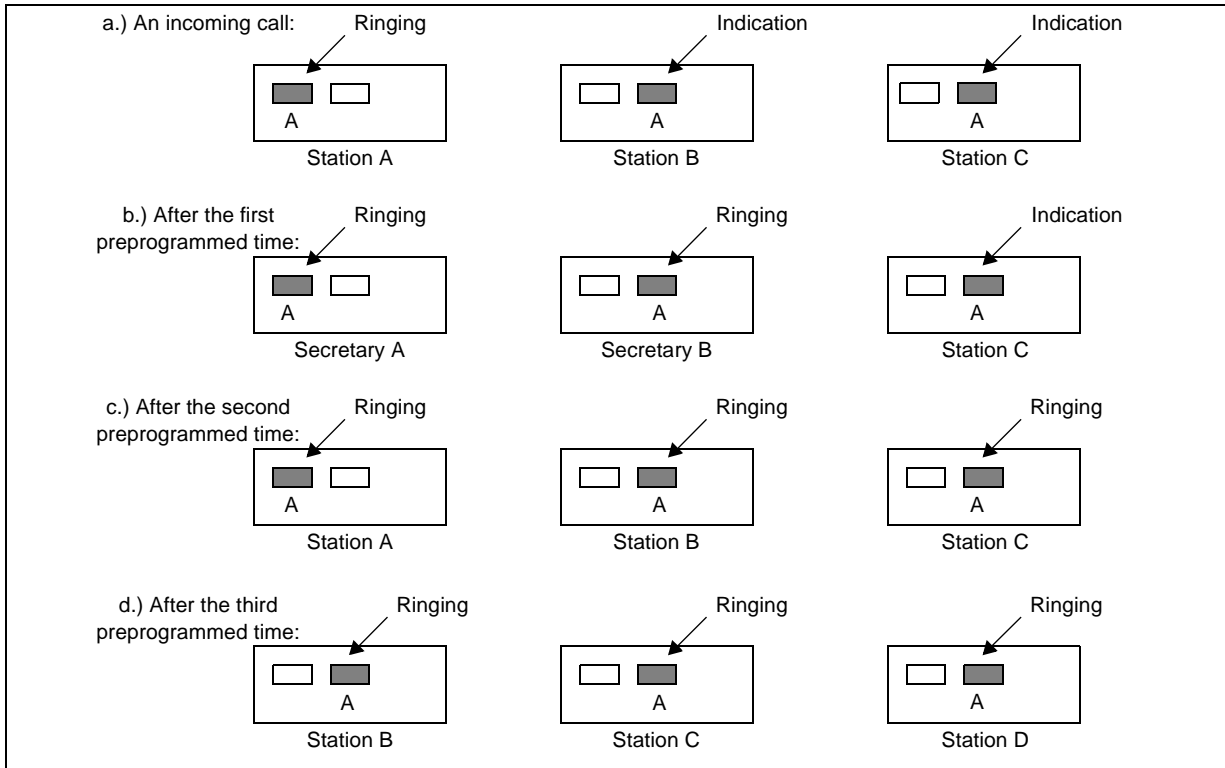 a.) An incoming call: Ringing Indication Indication
A A A
Station A Station B Station C
b.) After the first Ringing Ringing Indication
preprogrammed time:
A A A
Secretary A Secretary B Station C
c.) After the second Ringing Ringing Ringing
preprogrammed time:
A A A
Station A Station B Station C
d.) After the third Ringing Ringing Ringing
preprogrammed time:
A A A
Station B Station C Station D